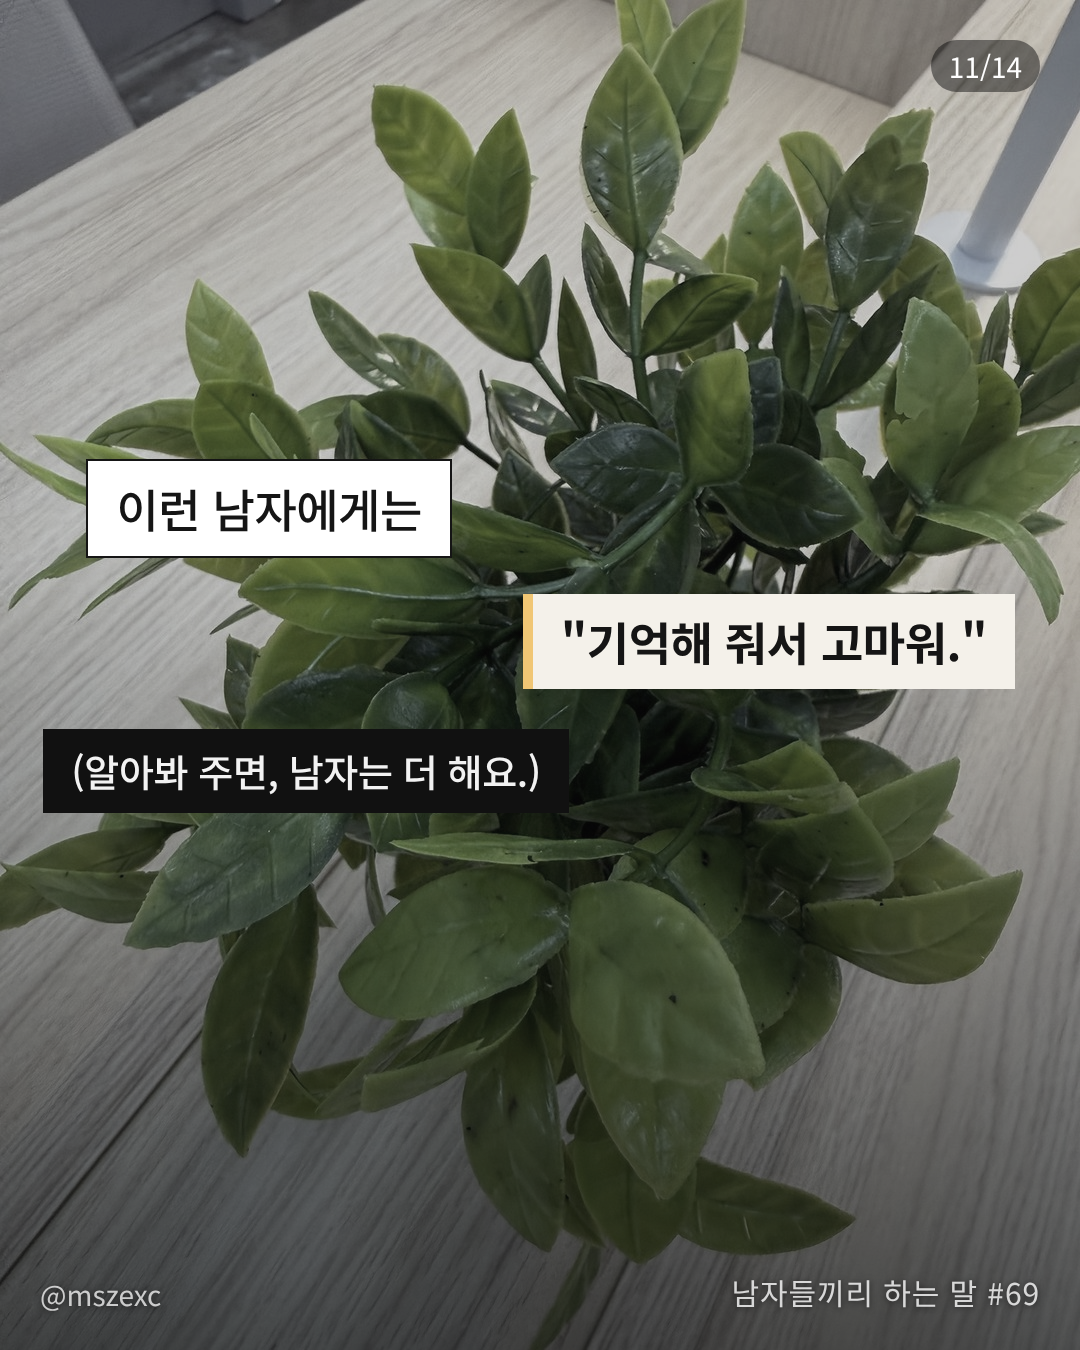 11/14
이런 남자에게는
"기억해 줘서 고마워."
(알아봐 주면, 남자는 더 해요.)
@mszexc
남자들끼리 하는 말 #69